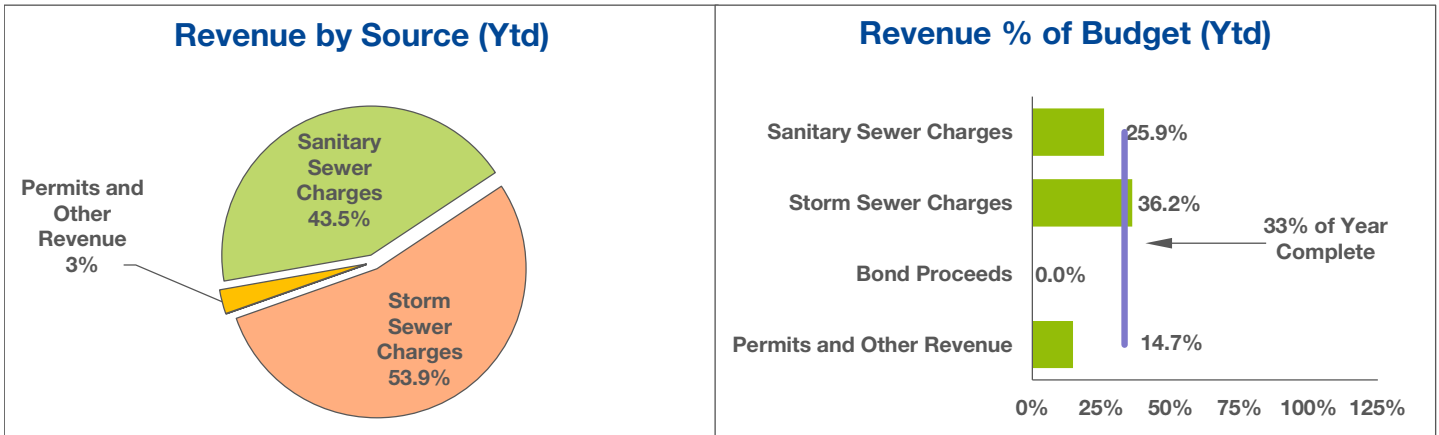 Revenue by Source (Ytd)
Sanitary
Sewer
Charges
43.5%
Permits and
Other
Revenue
3%
Storm
Sewer
Charges
53.9%
Revenue % of Budget (Ytd)
Sanitary Sewer Charges
25.9%
Storm Sewer Charges
36.2%
33% of Year
Complete
Bond Proceeds
0.0%
Permits and Other Revenue
14.7%
0% 25% 50% 75% 100% 125%